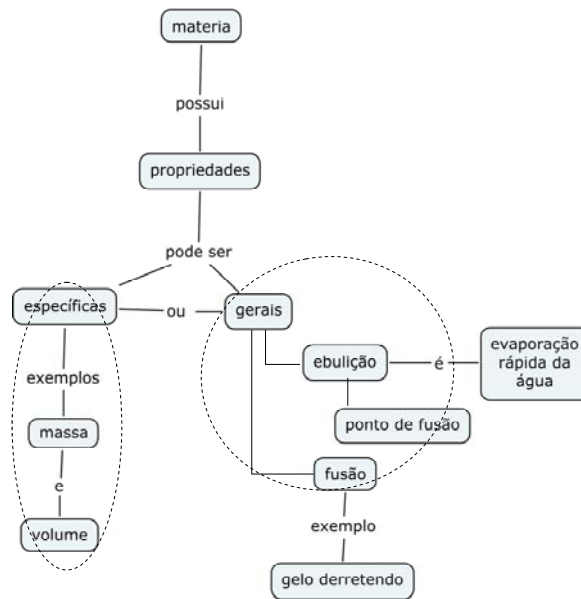 materia
possui
propriedades
pode ser
específicas
ou
gerais
exemplos
massa
e
volume
ebulição
é
evaporação
rápida da
água
ponto de fusão
fusão
exemplo
gelo derretendo